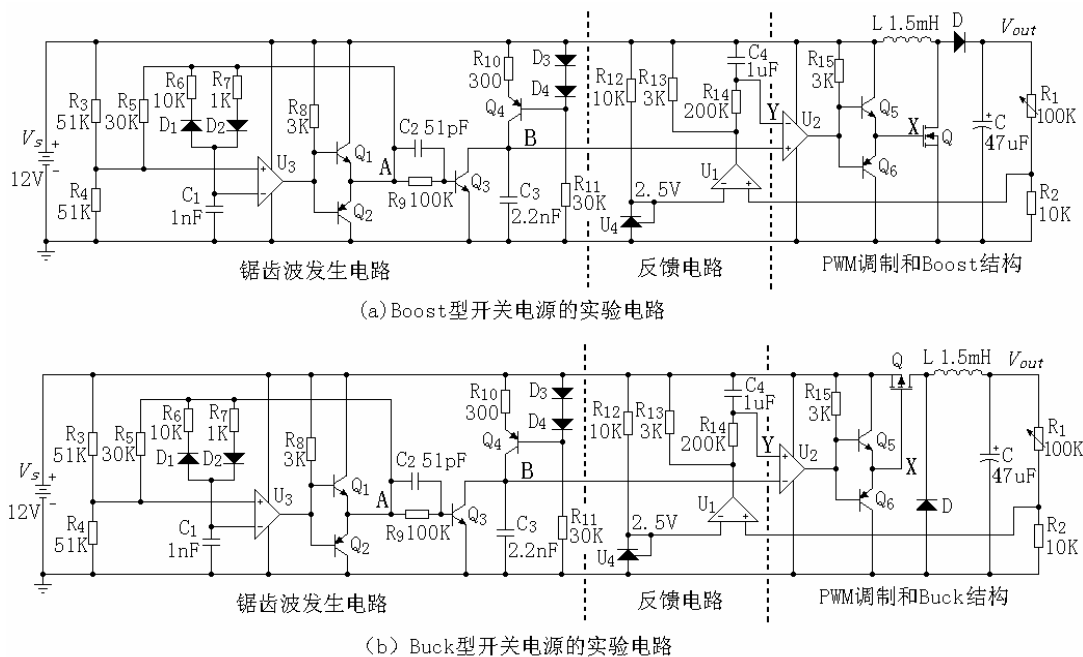 L 1.5mH
D
Vout
R10
300
D3
D4
R12
10K
R13
3K
C4
1uF
R14
200K
R15
3K
Q5
Q6
X
Q
C
47uF
R1
100K
R2
10K
R3
51K
R5
30K
R6
10K
D1
R7
1K
D2
R8
3K
Q4
Y
U2
Vs
+
-
12V
R4
51K
C1
1nF
U3
+
-
Q1
Q2
A
C2 51pF
R9 100K
Q3
B
C3
2.2nF
R11
30K
2.5V
U4
U1
- +
- +
锯齿波发生电路
反馈电路
PWM调制和Boost结构
(a)Boost型开关电源的实验电路
Q
L 1.5mH
Vout
R10
300
D3
D4
R12
10K
R13
3K
C4
1uF
R14
200K
R15
3K
Q5
Q6
X
D
C
47uF
R1
100K
R2
10K
R3
51K
R5
30K
R6
10K
D1
R7
1K
D2
R8
3K
Q4
Y
U2
+
-
Vs
+
-
12V
R4
51K
C1
1nF
U3
+
-
Q1
Q2
A
C2 51pF
R9 100K
Q3
B
C3
2.2nF
R11
30K
2.5V
U4
U1
- +
锯齿波发生电路
反馈电路
PWM调制和Buck结构
(b) Buck型开关电源的实验电路